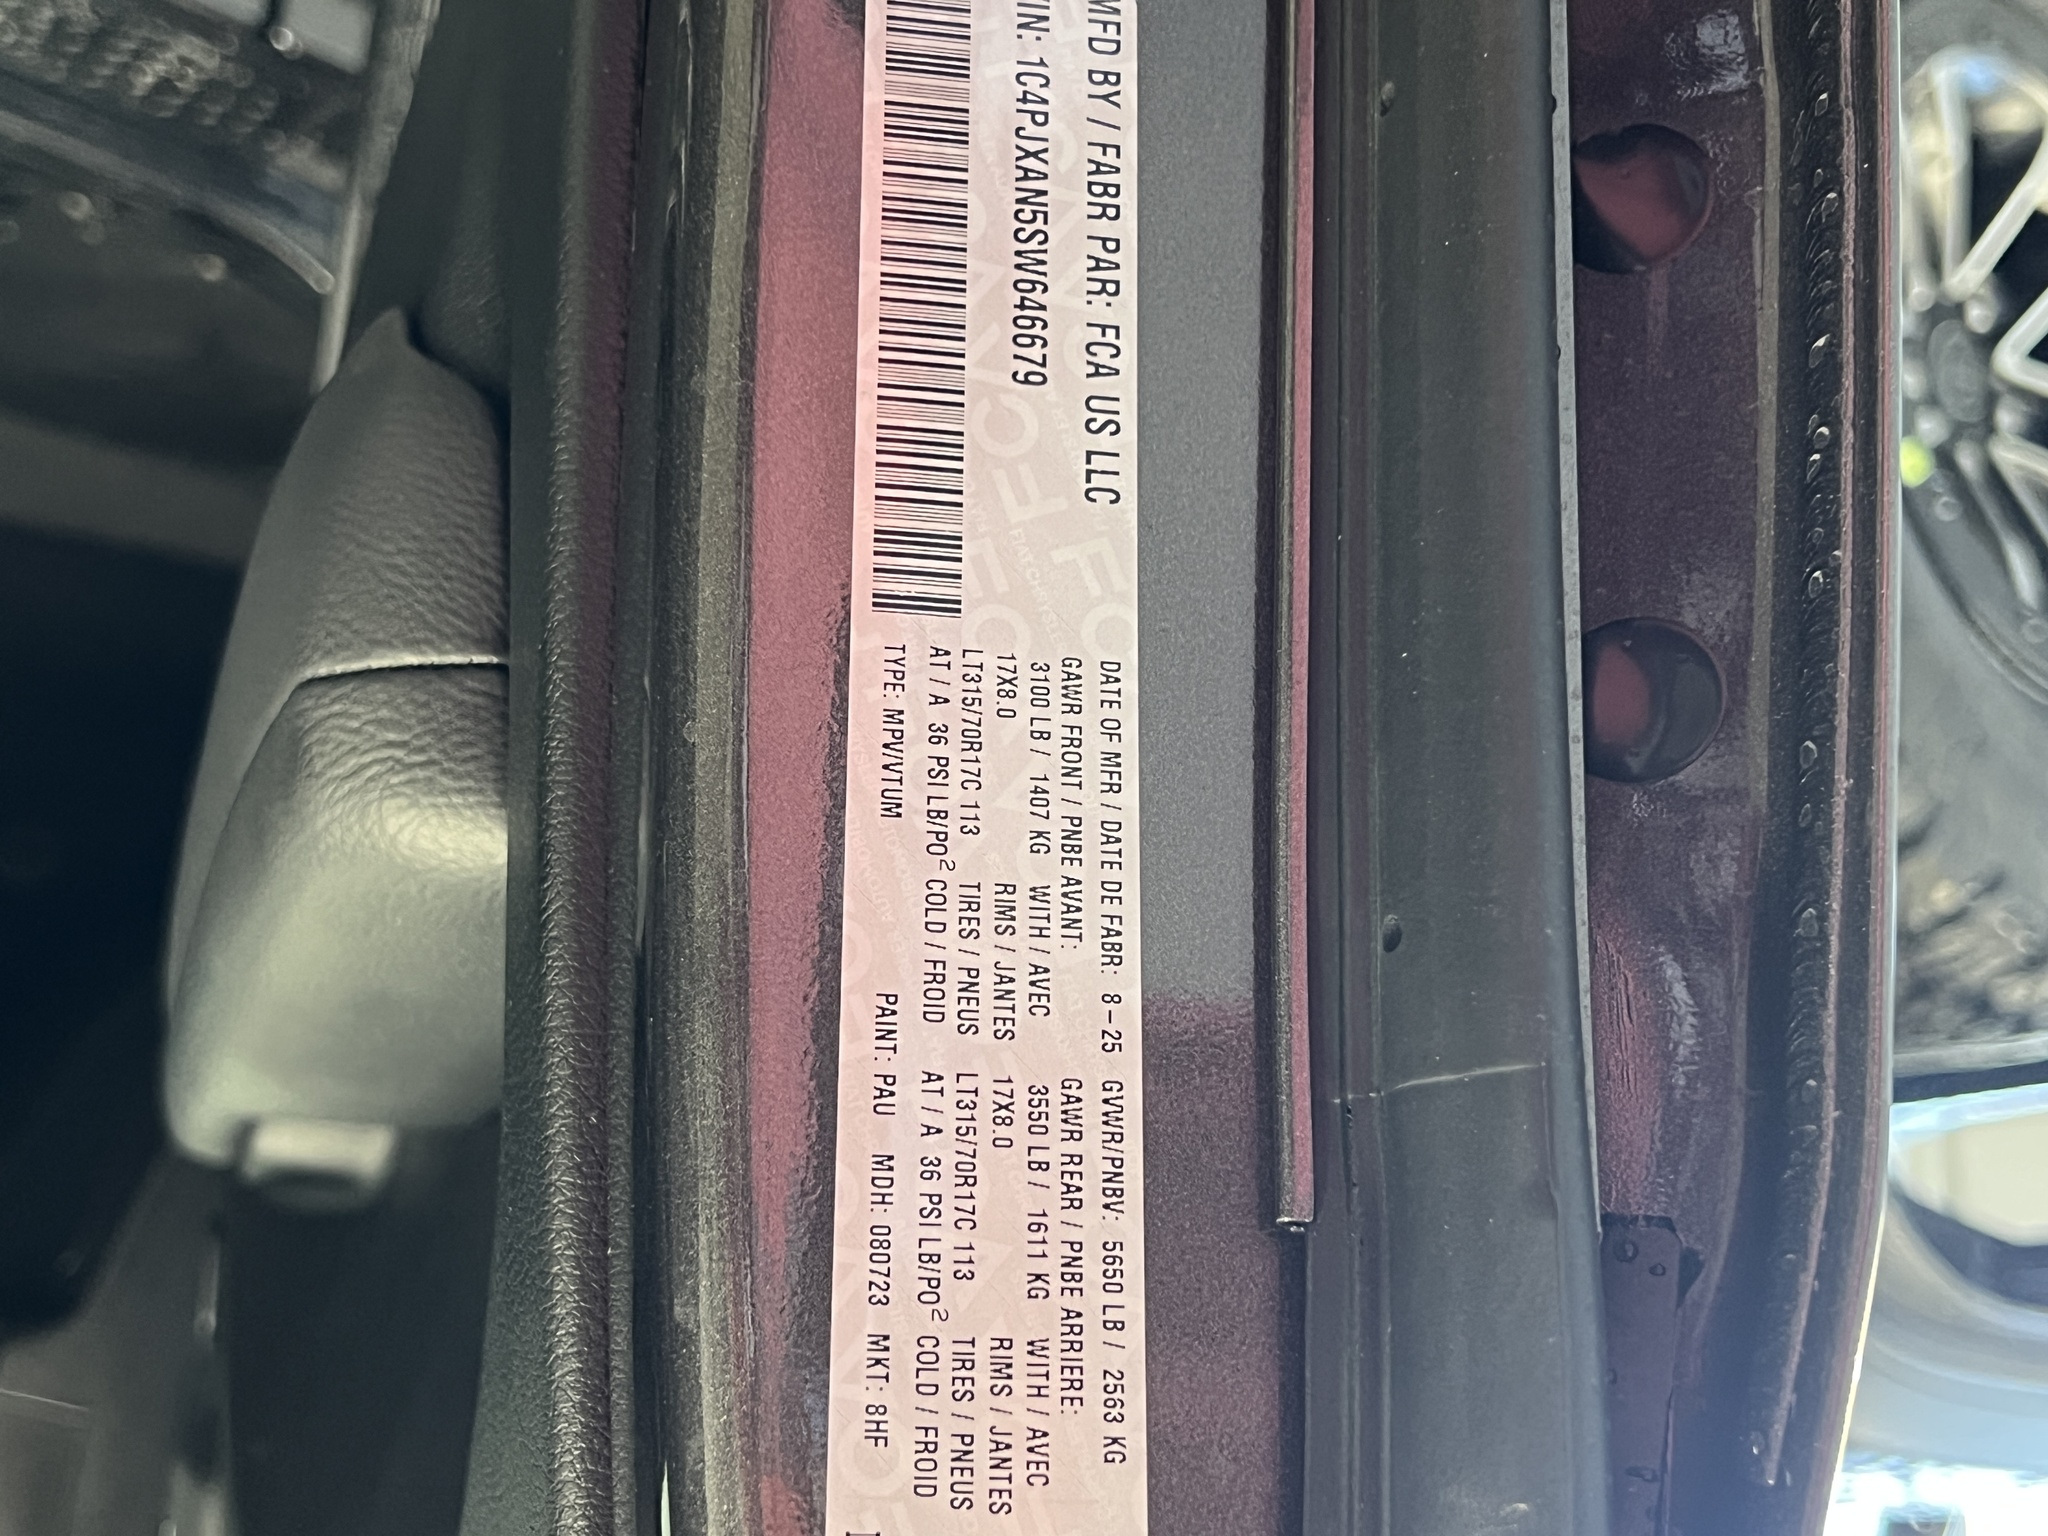 MFD BY / FABR PAR: FCA US LLC
VIN: 1C4PJXAN5SW646679
DATE OF MFR / DATE DE FABR: 8-25 GVWR/PNBV: 5650 LB / 2563 KG
GAWR FRONT / PNBE AVANT: GAWR REAR / PNBE ARRIERE:
3100 LB / 1407 KG WITH / AVEC 3550 LB / 1611 KG WITH / AVEC
17X8.0 RIMS / JANTES 17X8.0 RIMS / JANTES
LT315/70R17C 113 TIRES / PNEUS LT315/70R17C 113 TIRES / PNEUS
AT / A 36 PSI LB/PO² COLD / FROID AT / A 36 PSI LB/PO² COLD / FROID
TYPE: MPV/VTUM PAINT: PAU MDH: 080723 MKT: 8HF